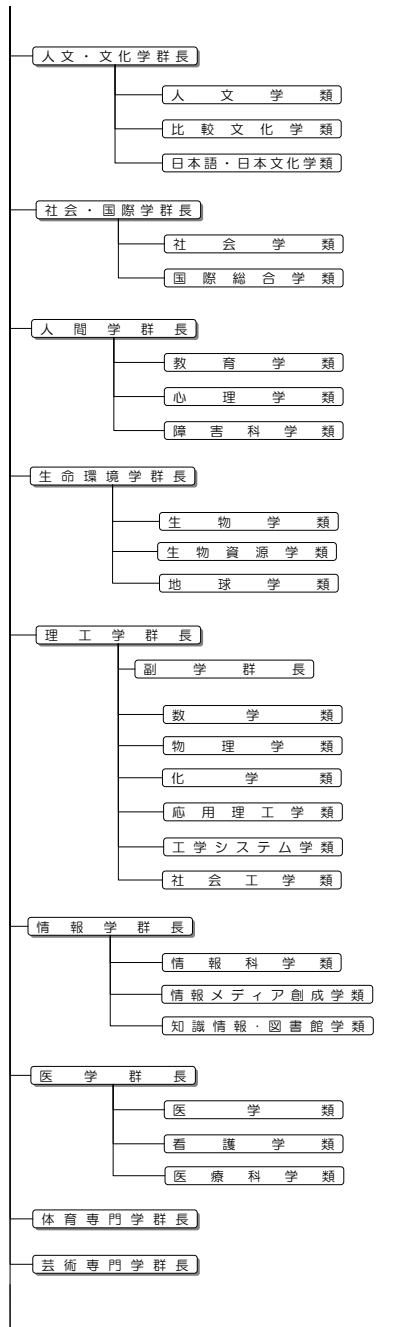 人文・文化学群長
人文学類
比較文化学類
日本語・日本文化学類
社会・国際学群長
社会学類
国際総合学類
人間学群長
教育学類
心理学類
障害科学類
生命環境学群長
生物学類
生物資源学類
地球学類
理工学群長
副学群長
数学類
物理学類
化学類
応用理工学類
工学システム学類
社会工学類
情報学群長
情報科学類
情報メディア創成学類
知識情報・図書館学類
医学群長
医学類
看護学類
医療科学類
体育専門学群長
芸術専門学群長